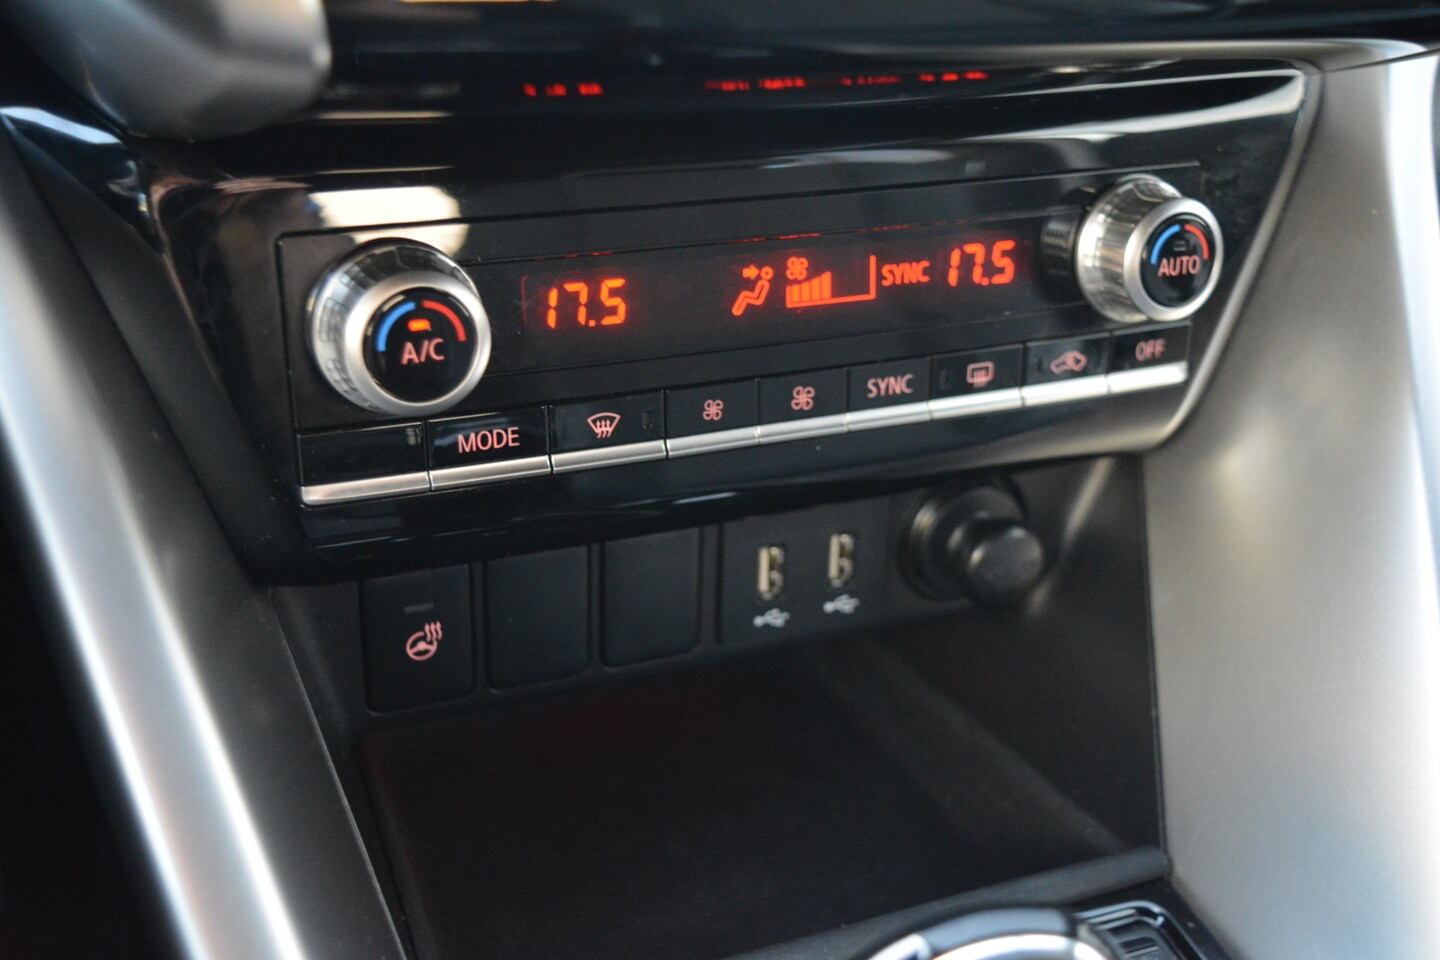 17.5 SYNC 17.5
A/C AUTO
MODE SYNC OFF